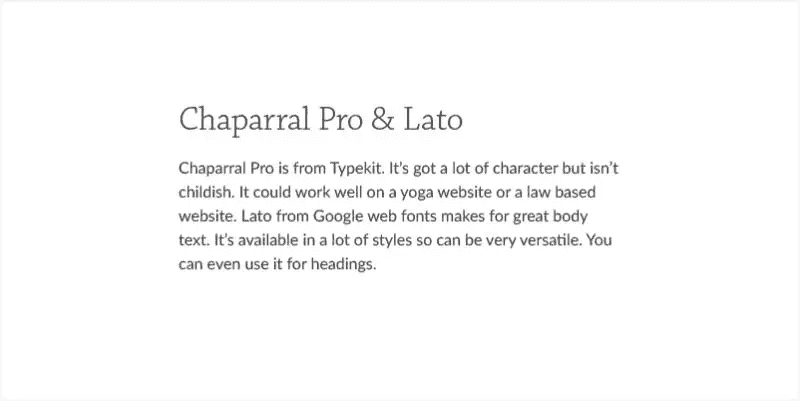 Chaparral Pro & Lato
Chaparral Pro is from Typekit. It’s got a lot of character but isn’t
childish. It could work well on a yoga website or a law based
website. Lato from Google web fonts makes for great body
text. It’s available in a lot of styles so can be very versatile. You
can even use it for headings.